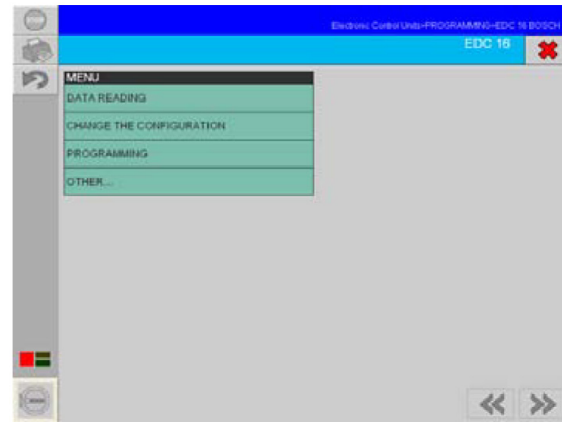 Electronic Control Units>PROGRAMMING>EDC 16 BOSCH
EDC 16
MENU
DATA READING
CHANGE THE CONFIGURATION
PROGRAMMING
OTHER...